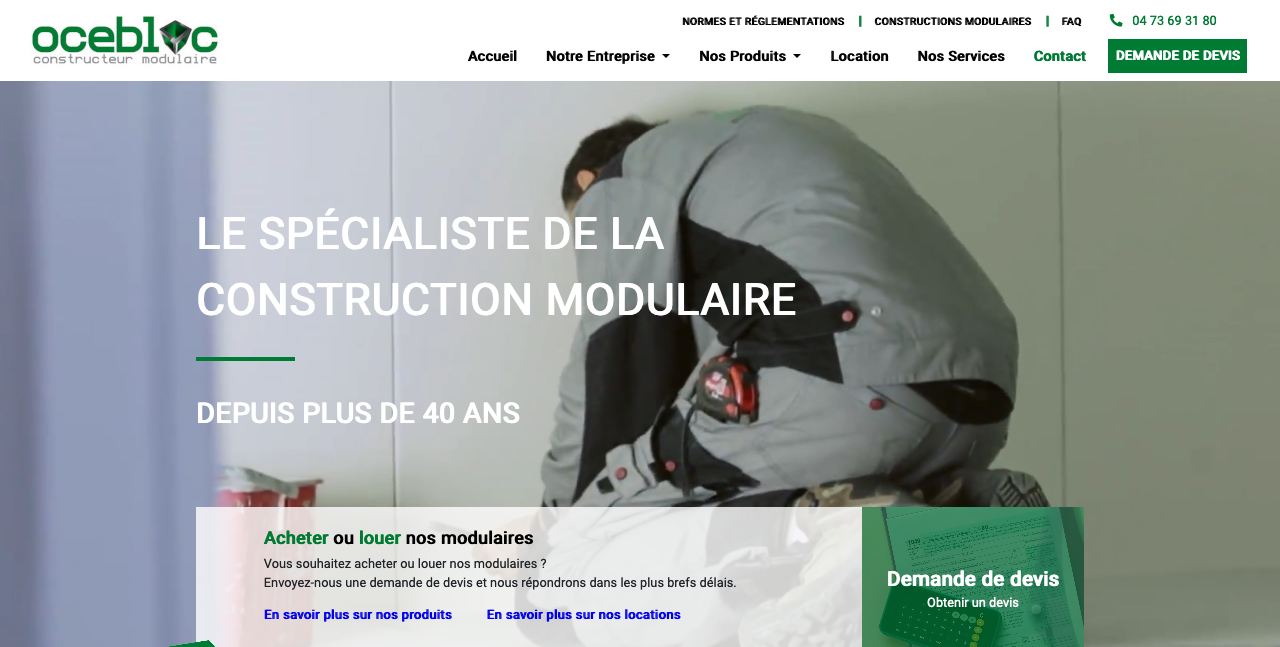 ocebloc
constructeur modulaire
NORMES ET RÉGLEMENTATIONS | CONSTRUCTIONS MODULAIRES | FAQ
04 73 69 31 80
Accueil Notre Entreprise Nos Produits Location Nos Services Contact DEMANDE DE DEVIS
LE SPÉCIALISTE DE LA
CONSTRUCTION MODULAIRE
DEPUIS PLUS DE 40 ANS
Acheter ou louer nos modulaires
Vous souhaitez acheter ou louer nos modulaires ?
Envoyez-nous une demande de devis et nous répondrons dans les plus brefs délais.
En savoir plus sur nos produits En savoir plus sur nos locations
Demande de devis
Obtenir un devis